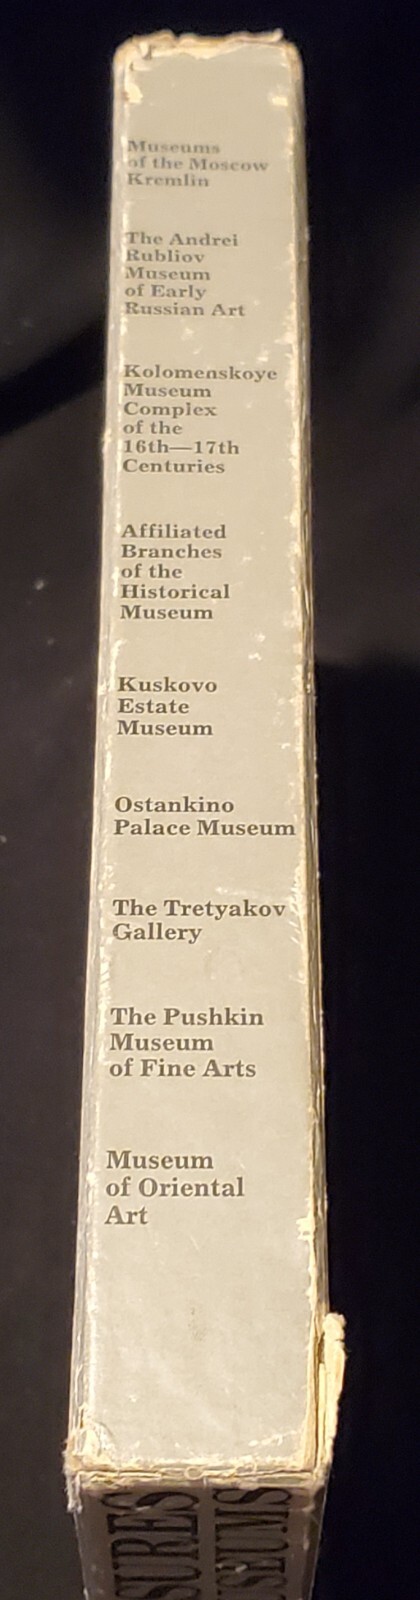 Museums
of the Moscow
Kremlin
The Andrei
Rubliov
Museum
of Early
Russian Art
Kolomenskoye
Museum
Complex
of the
16th—17th
Centuries
Affiliated
Branches
of the
Historical
Museum
Kuskovo
Estate
Museum
Ostankino
Palace Museum
The Tretyakov
Gallery
The Pushkin
Museum
of Fine Arts
Museum
of Oriental
Art